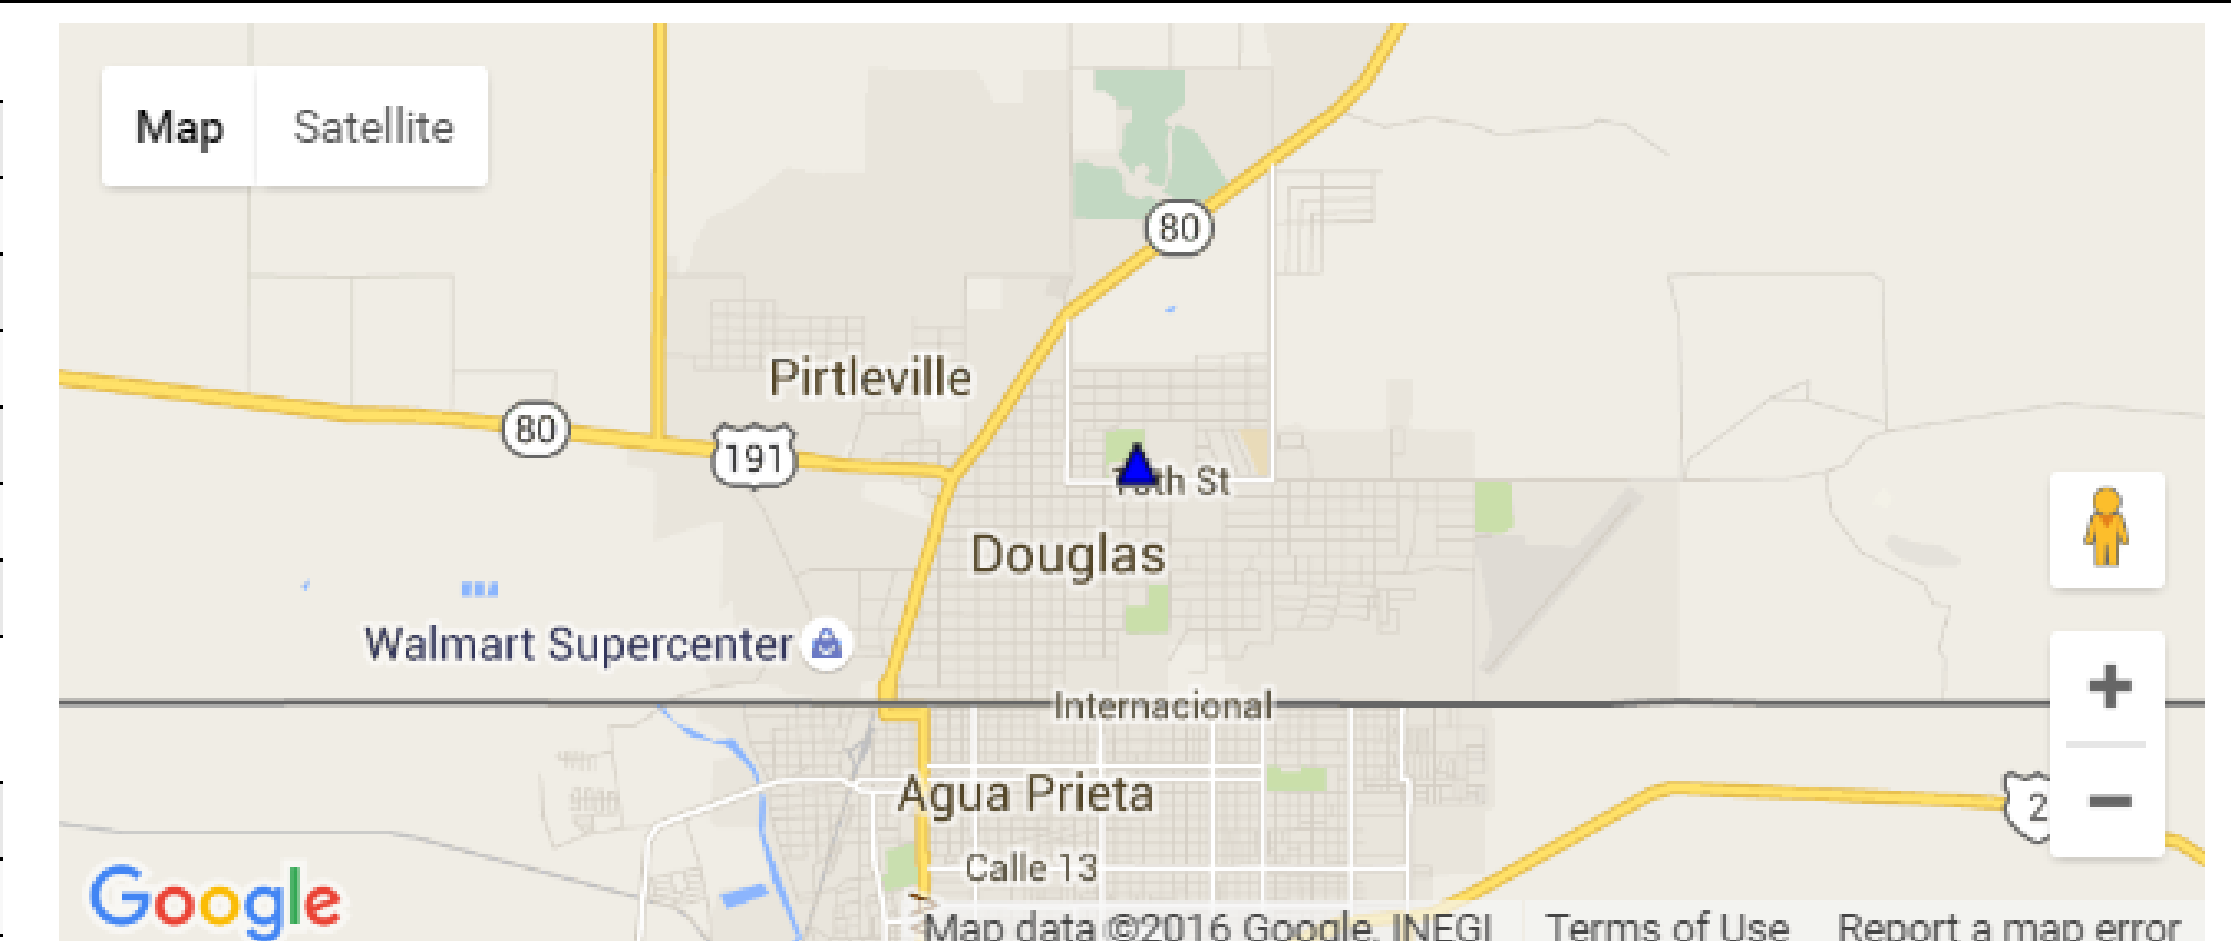 Map
Satellite
80
Pirtleville
80
191
th St
Douglas
Walmart Supercenter
Internacional
+
Agua Prieta
2
−
Calle 13
Google
Map data ©2016 Google, INEGI
Terms of Use
Report a map error